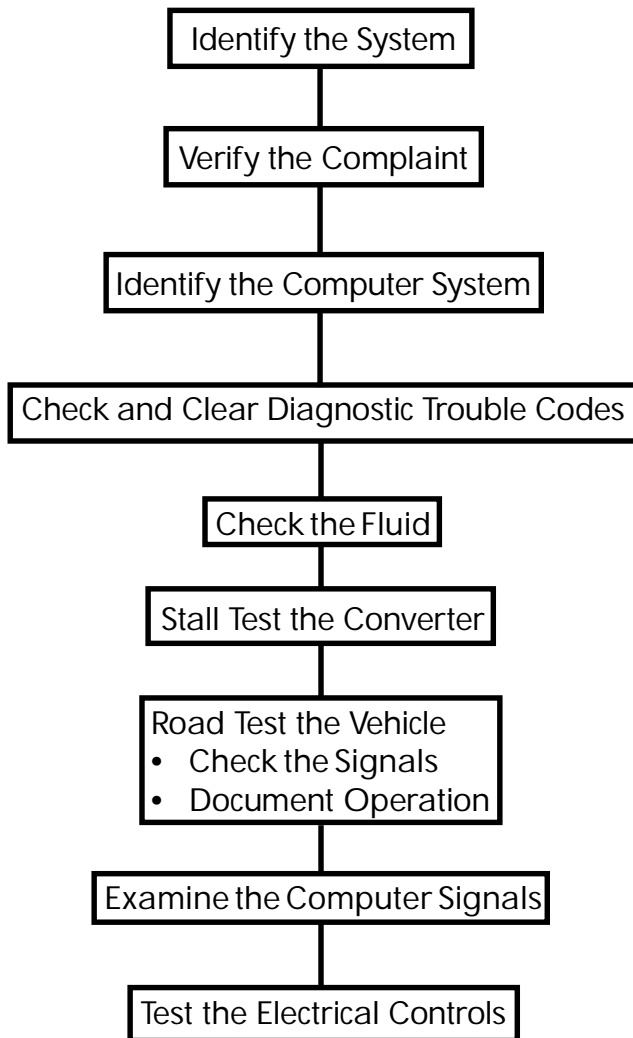 Identify the System
Verify the Complaint
Identify the Computer System
Check and Clear Diagnostic Trouble Codes
Check the Fluid
Stall Test the Converter
Road Test the Vehicle
• Check the Signals
• Document Operation
Examine the Computer Signals
Test the Electrical Controls